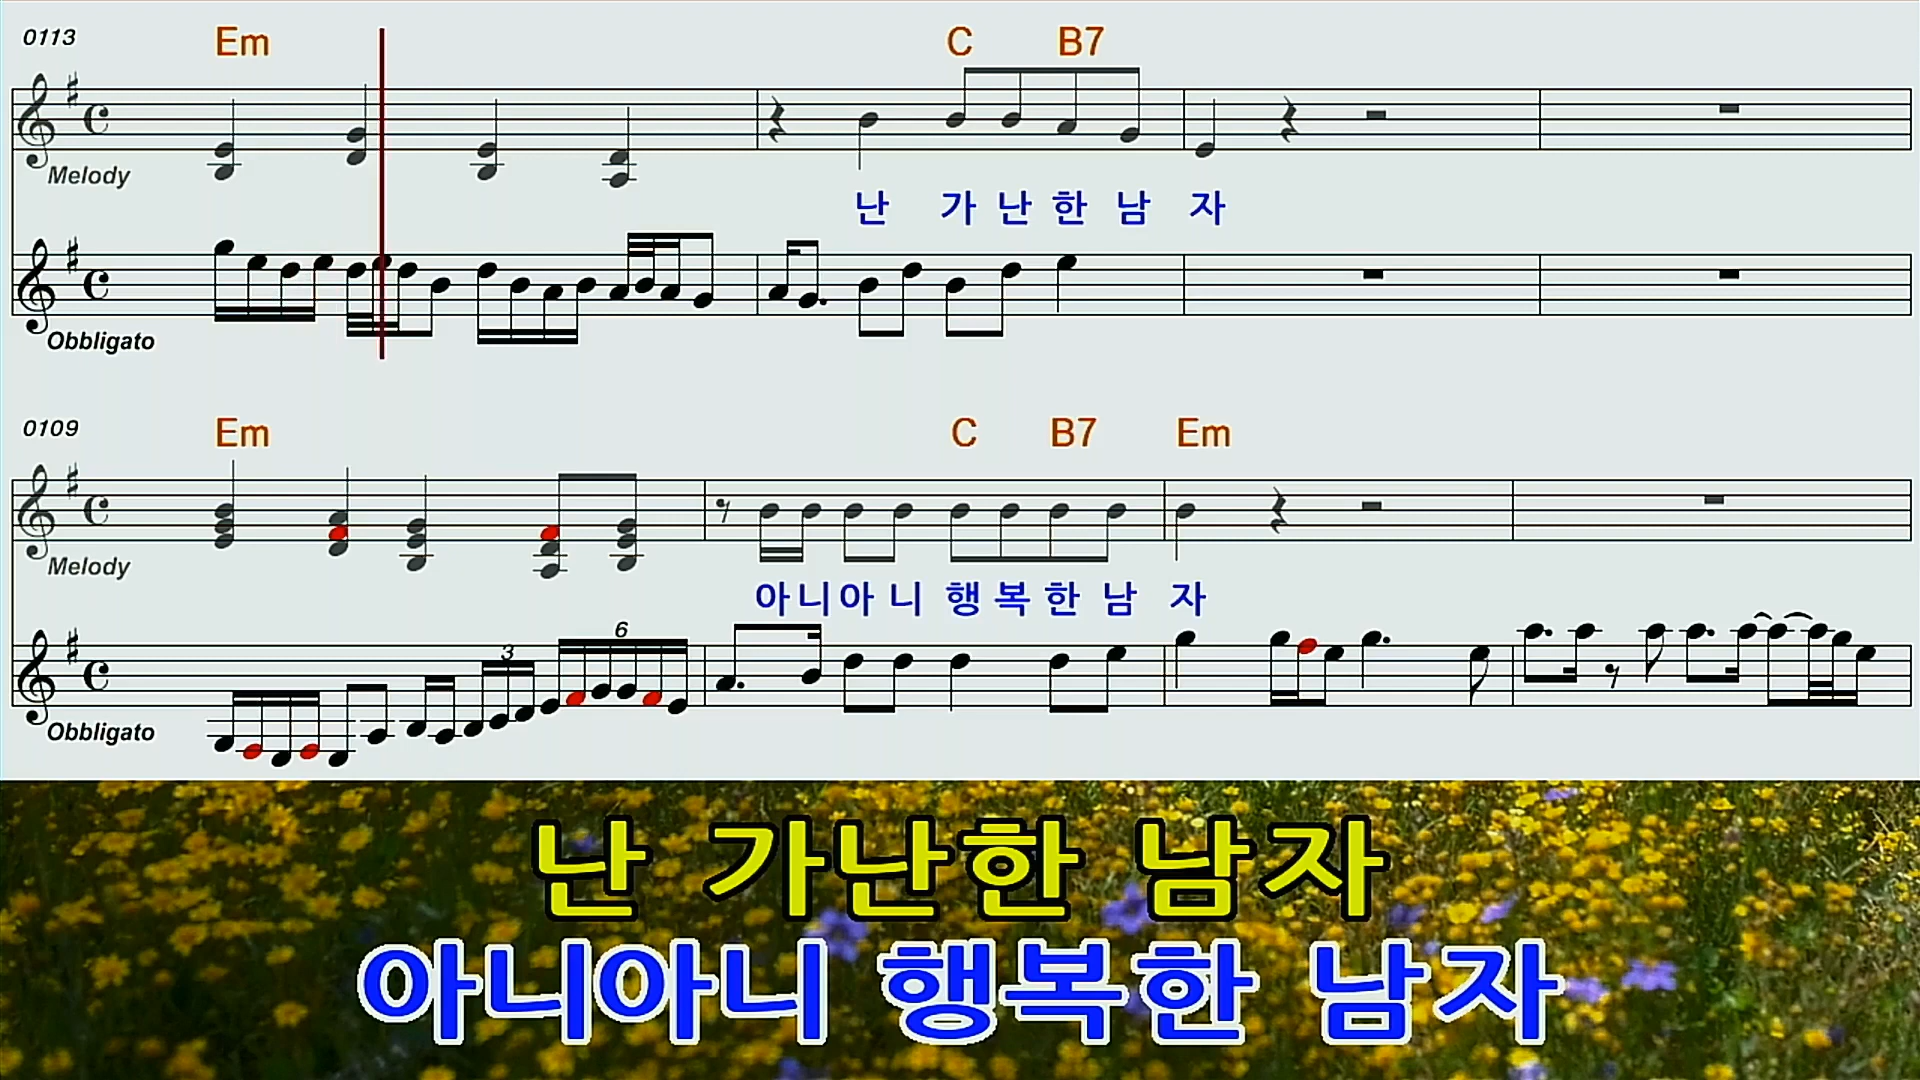 0113 Em C B7
Melody
난 가 난 한 남 자
Obbligato
0109 Em C B7 Em
Melody
아니아 니 행 복 한 남 자
3 6
Obbligato
난 가난한 남자
아니아니 행복한 남자